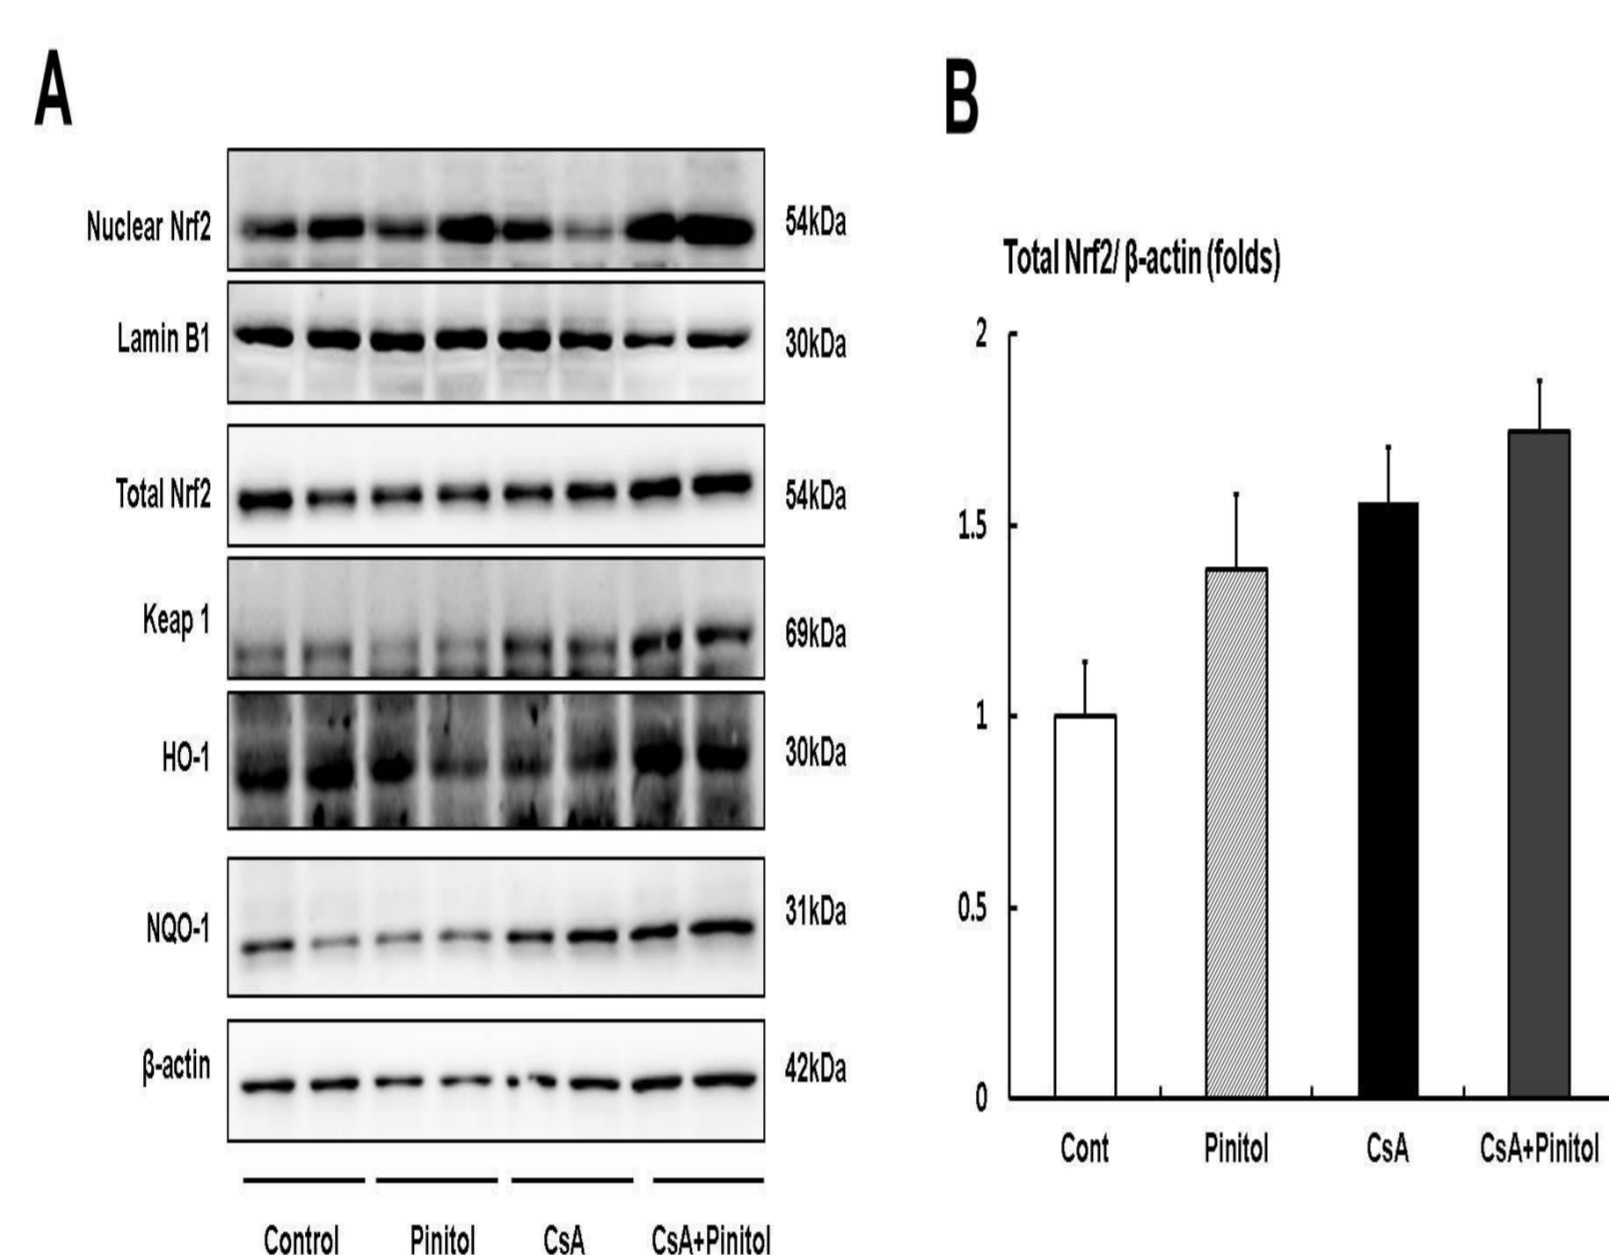 A
Nuclear Nrf2 54kDa
Lamin B1 30kDa
Total Nrf2 54kDa
Keap 1 69kDa
HO-1 30kDa
NQO-1 31kDa
β-actin 42kDa
Control Pinitol CsA CsA+Pinitol
B
Total Nrf2/ β-actin (folds)
2
1.5
1
0.5
0
Cont Pinitol CsA CsA+Pinitol